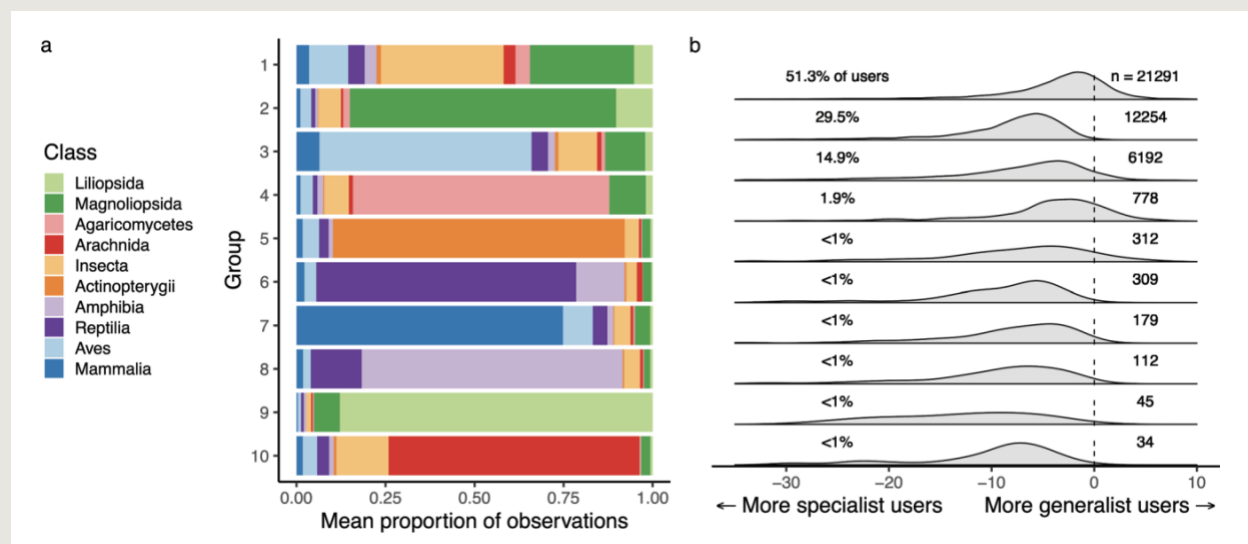 a
Class
Liliopsida
Magnoliopsida
Agaricomycetes
Arachnida
Insecta
Actinopterygii
Amphibia
Reptilia
Aves
Mammalia
Group
1
2
3
4
5
6
7
8
9
10
0.00 0.25 0.50 0.75 1.00
Mean proportion of observations
b
51.3% of users n = 21291
29.5% 12254
14.9% 6192
1.9% 778
<1% 312
<1% 309
<1% 179
<1% 112
<1% 45
<1% 34
−30 −20 −10 0 10
← More specialist users More generalist users →